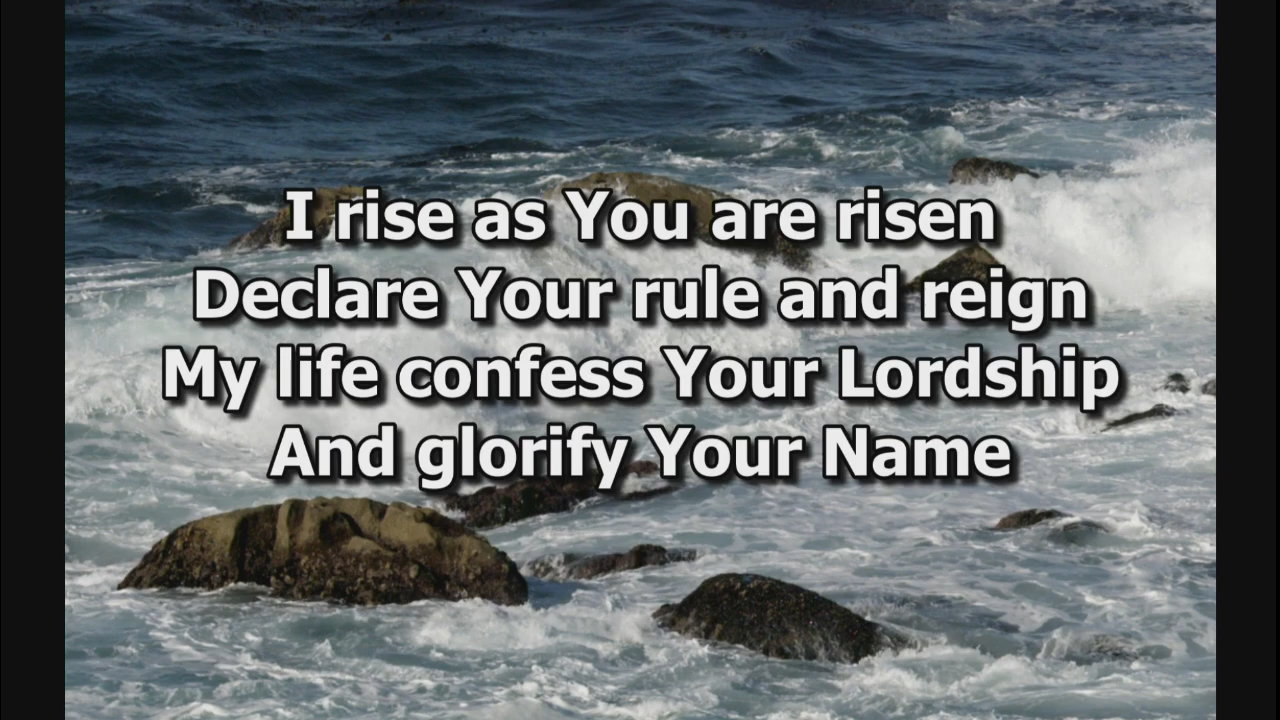 I rise as You are risen
Declare Your rule and reign
My life confess Your Lordship
And glorify Your Name